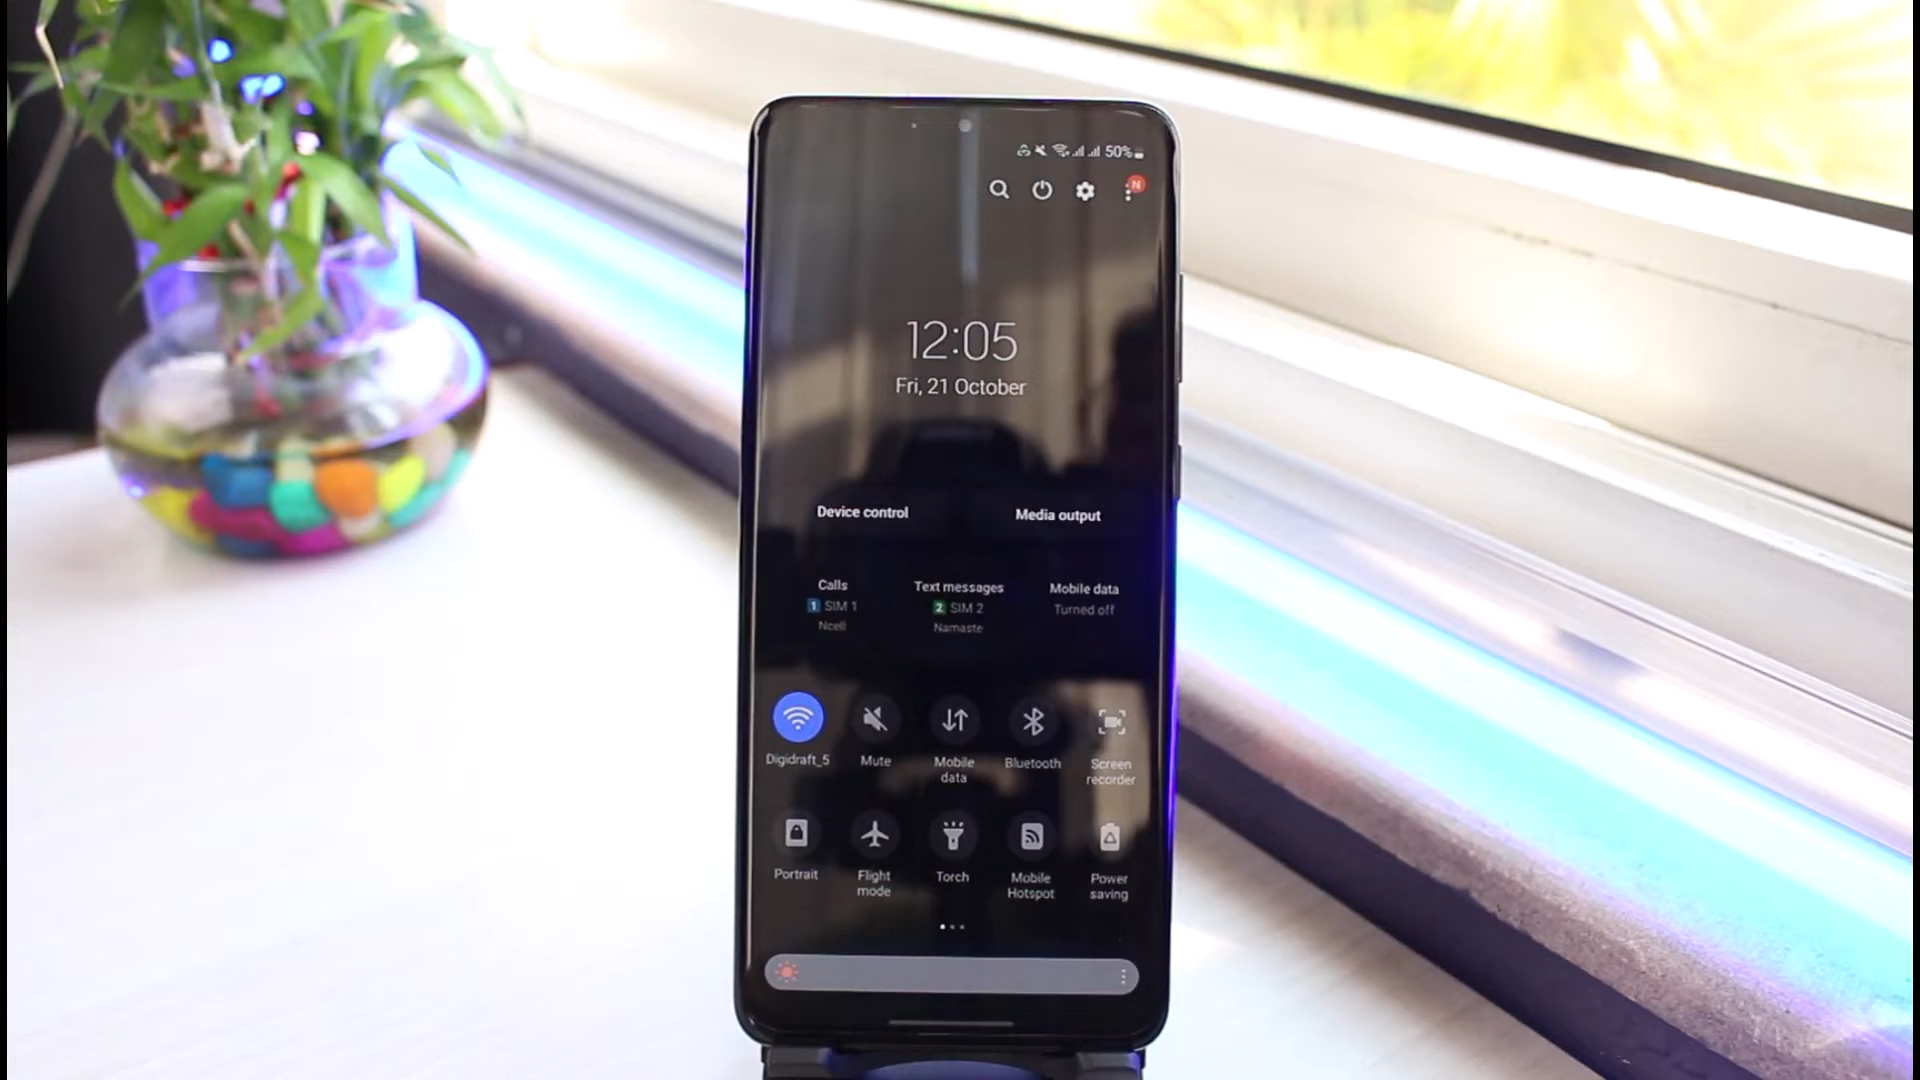 50%
N
12:05
Fri, 21 October
Device control
Media output
Calls
1 SIM 1
Ncell
Text messages
2 SIM 2
Namaste
Mobile data
Turned off
Digidraft_5
Mute
Mobile
data
Bluetooth
Screen
recorder
Portrait
Flight
mode
Torch
Mobile
Hotspot
Power
saving